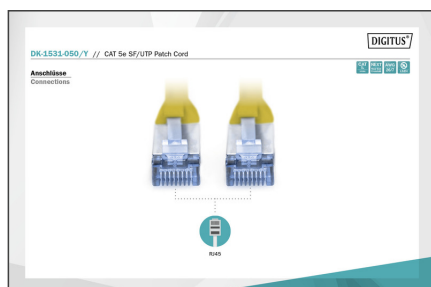 DIGITUS®
DK-1531-050/Y // CAT 5e SF/UTP Patch Cord
Anschlüsse
Connections
RJ45